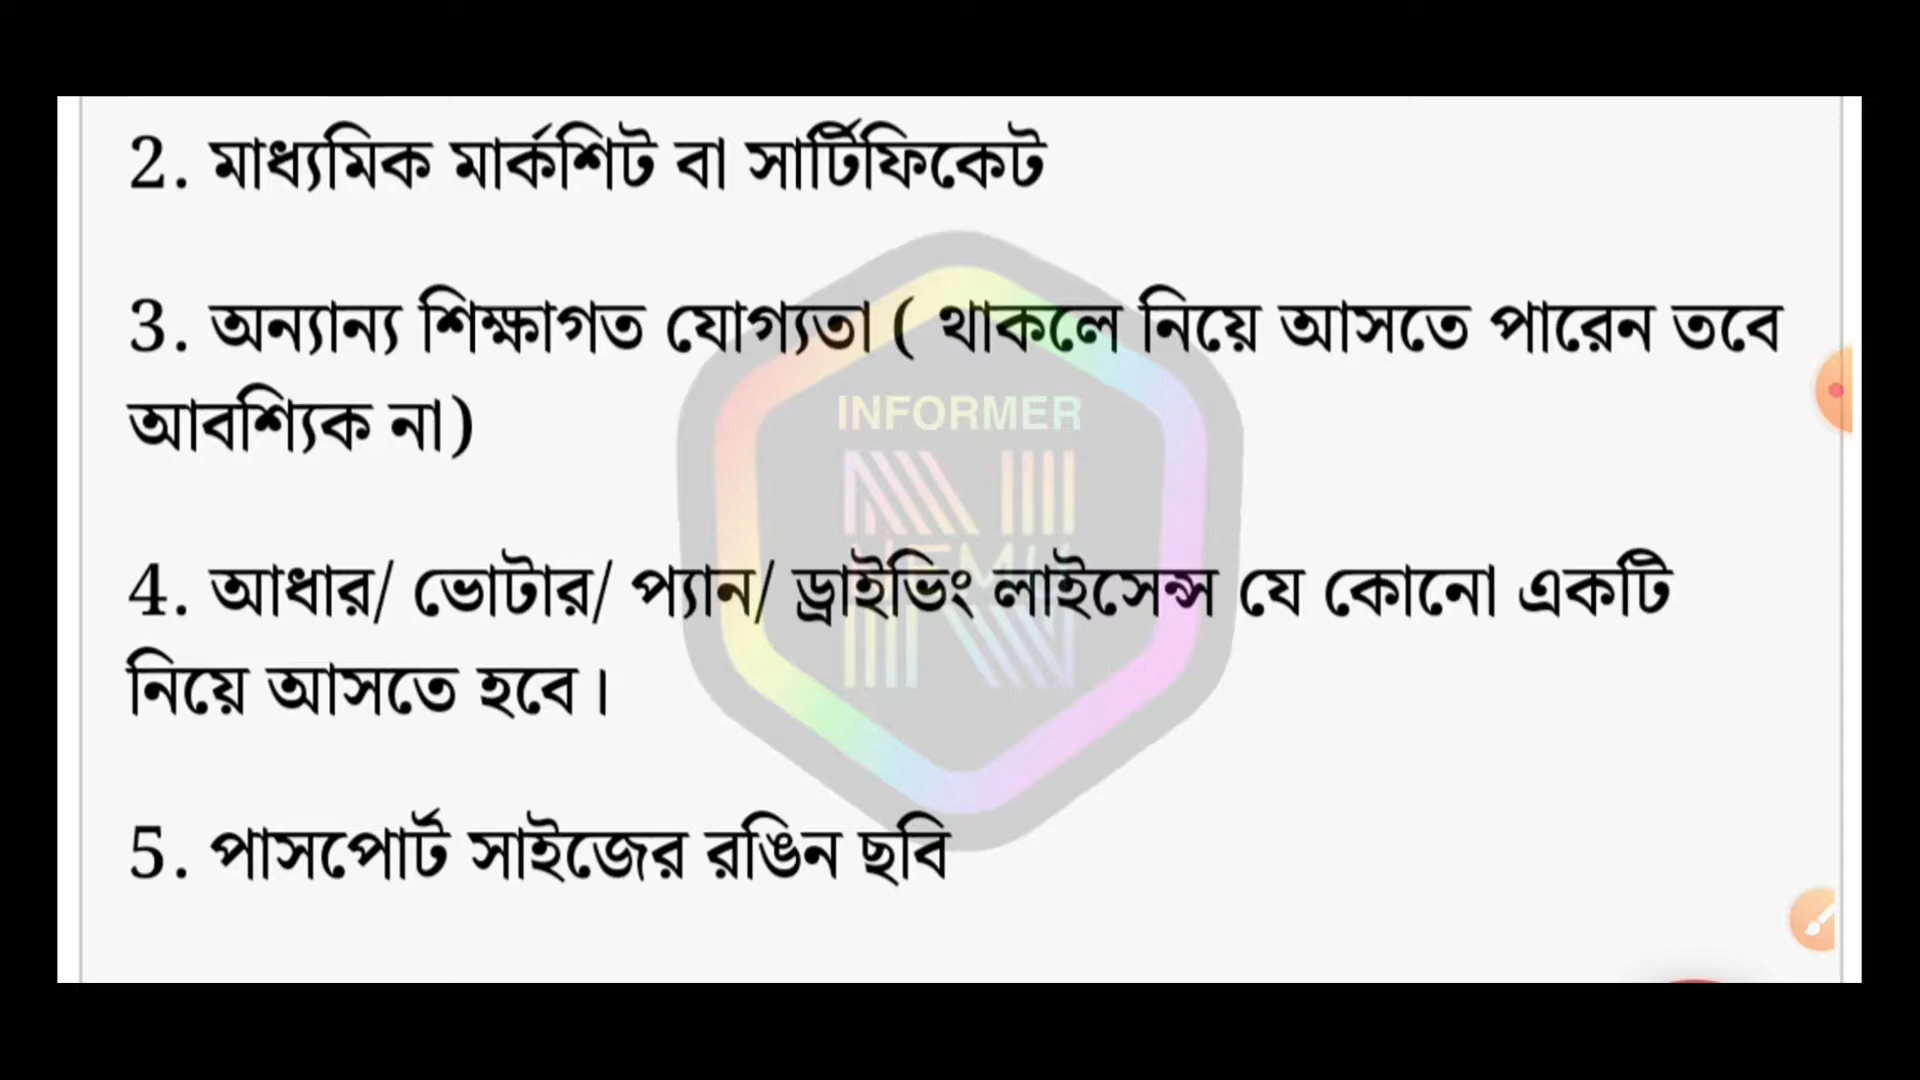 2. মাধ্যমিক মার্কশিট বা সার্টিফিকেট
3. অন্যান্য শিক্ষাগত যোগ্যতা ( থাকলে নিয়ে আসতে পারেন তবে
আবশ্যিক না)
INFORMER
4. আধার/ ভোটার/ প্যান/ ড্রাইভিং লাইসেন্স যে কোনো একটি
নিয়ে আসতে হবে।
5. পাসপোর্ট সাইজের রঙিন ছবি